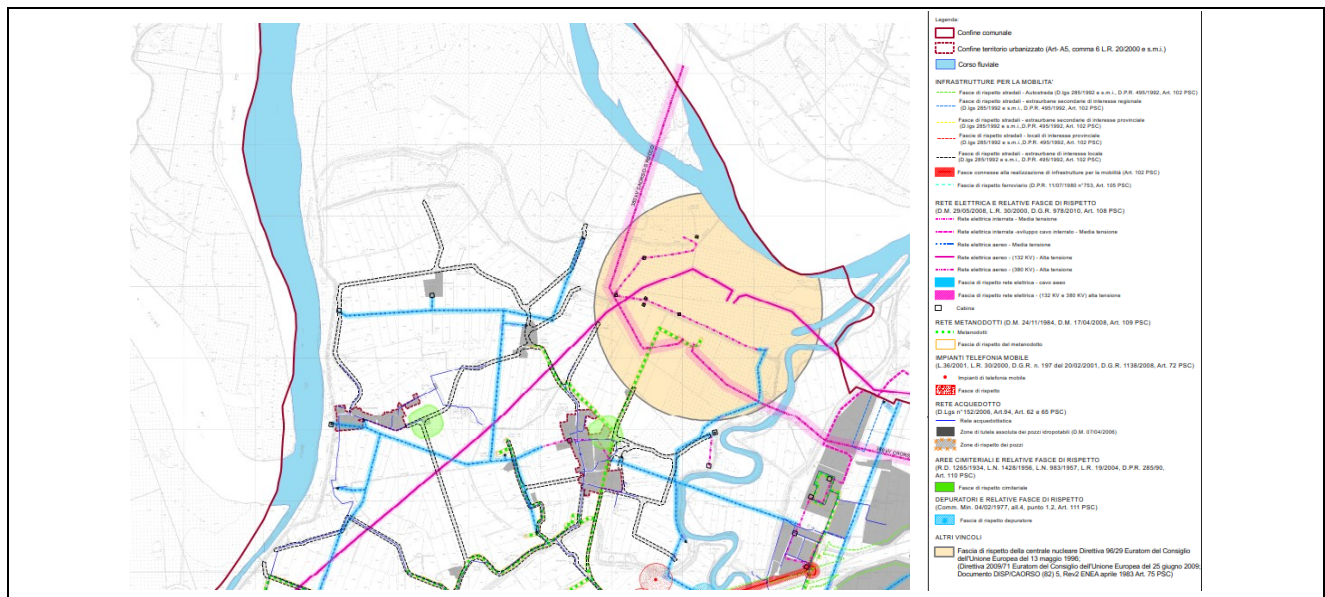 Legenda:
Confine comunale
Confine territorio urbanizzato (Art- A5, comma 6 L.R. 20/2000 e s.m.i.)
Corso fluviale
INFRASTRUTTURE PER LA MOBILITA'
Fasce di rispetto stradali - Autostrada (D.lgs 285/1992 e s.m.i., D.P.R. 495/1992, Art. 102 PSC)
Fasce di rispetto stradali - extraurbane secondarie di interesse regionale
(D.lgs 285/1992 e s.m.i., D.P.R. 495/1992, Art. 102 PSC)
Fasce di rispetto stradali - extraurbane secondarie di interesse provinciale
(D.lgs 285/1992 e s.m.i.,D.P.R. 495/1992, Art. 102 PSC)
Fascia di rispetto stradali - locali di interesse provinciale
(D.lgs 285/1992 e s.m.i., D.P.R. 495/1992, Art. 102 PSC)
Fasce di rispetto stradali - extraurbane di interesse locale
(D.lgs 285/1992 e s.m.i., D.P.R. 495/1992, Art. 102 PSC)
Fasce connesse alla realizzazione di infrastrutture per la mobilità (Art. 102 PSC)
Fascia di rispetto ferroviario (D.P.R. 11/07/1980 n°753, Art. 105 PSC)
RETE ELETTRICA E RELATIVE FASCE DI RISPETTO
(D.M. 29/05/2008, L.R. 30/2000, D.G.R. 978/2010, Art. 108 PSC)
Rete elettrica interrata - Media tensione
Rete elettrica interrata -sviluppo cavo interrato - Media tensione
Rete elettrica aereo - Media tensione
Rete elettrica aereo - (132 KV) - Alta tensione
Rete elettrica aereo - (380 KV) - Alta tensione
Fascia di rispetto rete elettrica - cavo aereo
Fascia di rispetto rete elettrica - (132 KV e 380 KV) alta tensione
Cabine
RETE METANODOTTI (D.M. 24/11/1984, D.M. 17/04/2008, Art. 109 PSC)
Metanodotti
Fascia di rispetto del metanodotto
IMPIANTI TELEFONIA MOBILE
(L.36/2001, L.R. 30/2000, D.G.R. n. 197 del 20/02/2001, D.G.R. 1138/2008, Art. 72 PSC)
Impianti di telefonia mobile
Fasce di rispetto
RETE ACQUEDOTTO
(D.Lgs n°152/2006, Art.94, Art. 62 e 65 PSC)
Rete acquedottistica
Zone di tutela assoluta dei pozzi idropotabili (D.M. 07/04/2006)
Zone di rispetto dei pozzi
AREE CIMITERIALI E RELATIVE FASCE DI RISPETTO
(R.D. 1265/1934, L.N. 1428/1956, L.N. 983/1957, L.R. 19/2004, D.P.R. 285/90,
Art. 110 PSC)
Fasce di rispetto cimiteriale
DEPURATORI E RELATIVE FASCE DI RISPETTO
(Comm. Min. 04/02/1977, all.4, punto 1.2, Art. 111 PSC)
Fascia di rispetto depuratore
ALTRI VINCOLI
Fascia di rispetto della centrale nucleare Direttiva 96/29 Euratom del Consiglio
dell'Unione Europea del 13 maggio 1996;
(Direttiva 2009/71 Euratom del Consiglio dell'Unione Europea del 25 giugno 2009;
Documento DISP/CAORSO (82) 5, Rev2 ENEA aprile 1983 Art. 75 PSC)